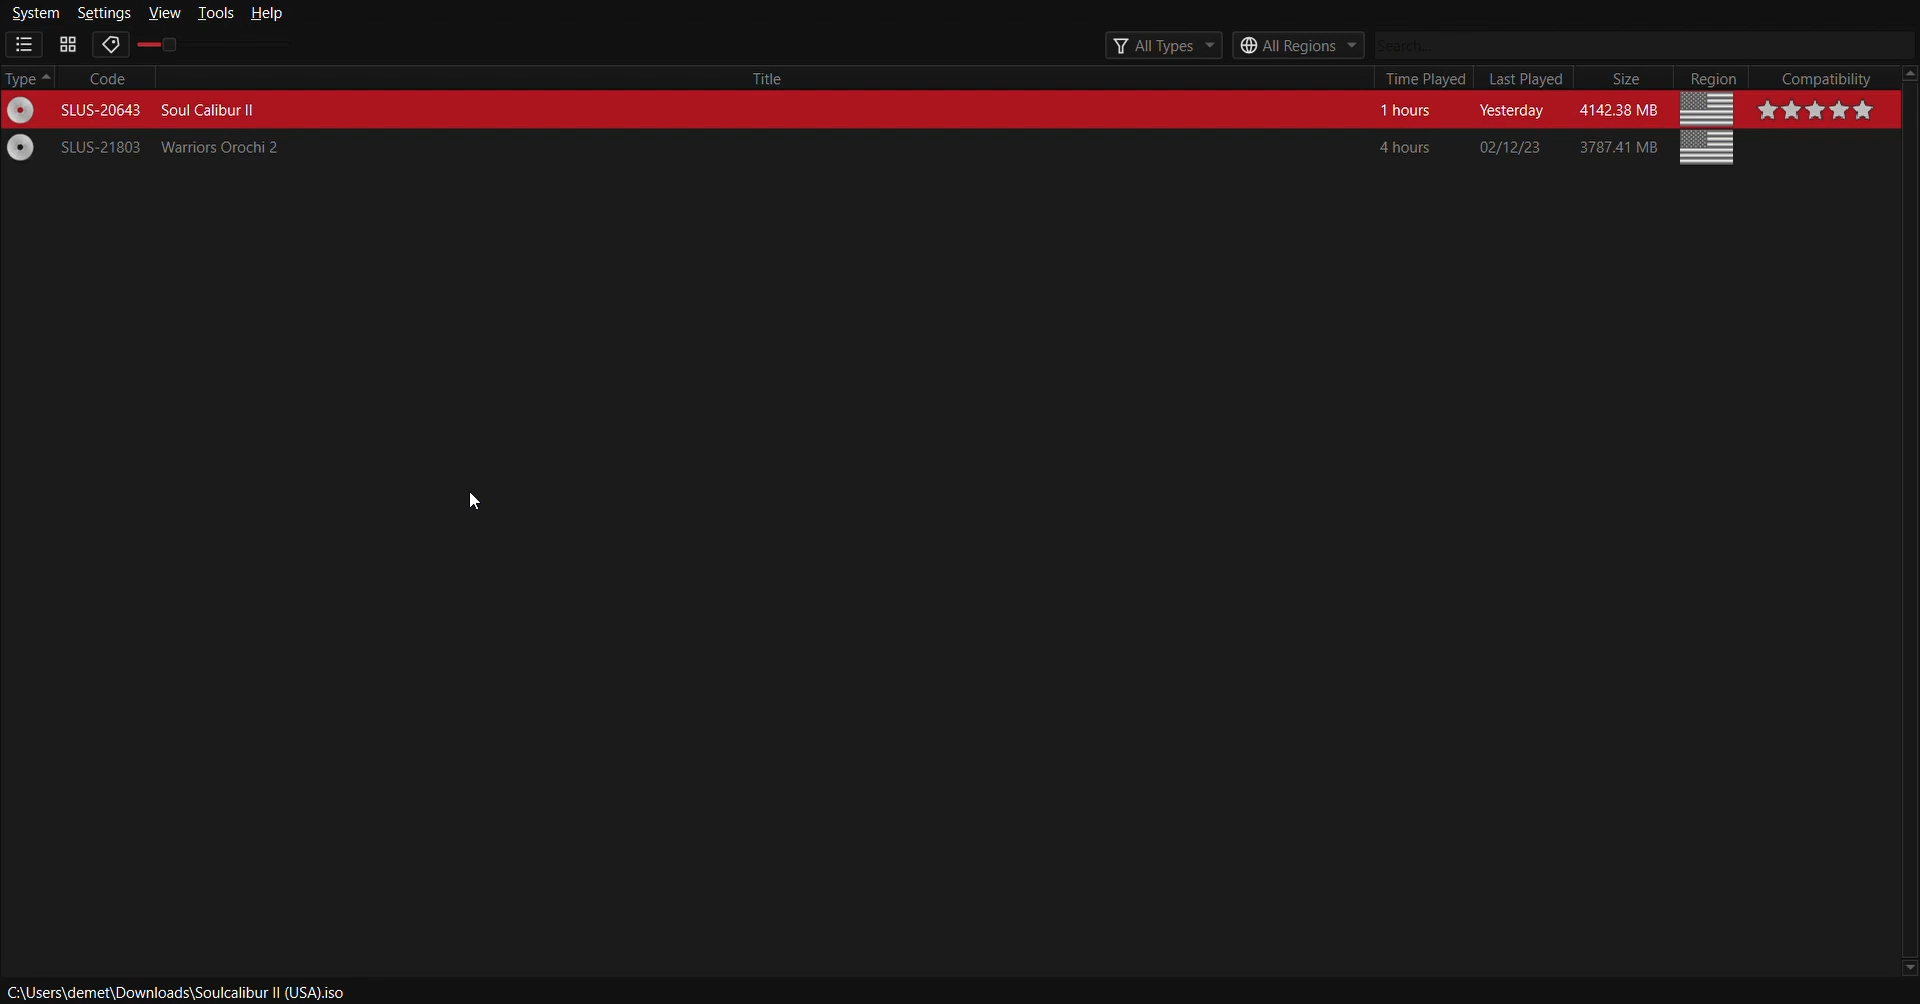 System Settings View Tools Help
All Types All Regions Search...
Type Code Title Time Played Last Played Size Region Compatibility
SLUS-20643 Soul Calibur II 1 hours Yesterday 4142.38 MB
SLUS-21803 Warriors Orochi 2 4 hours 02/12/23 3787.41 MB
C:\Users\demet\Downloads\Soulcalibur II (USA).iso